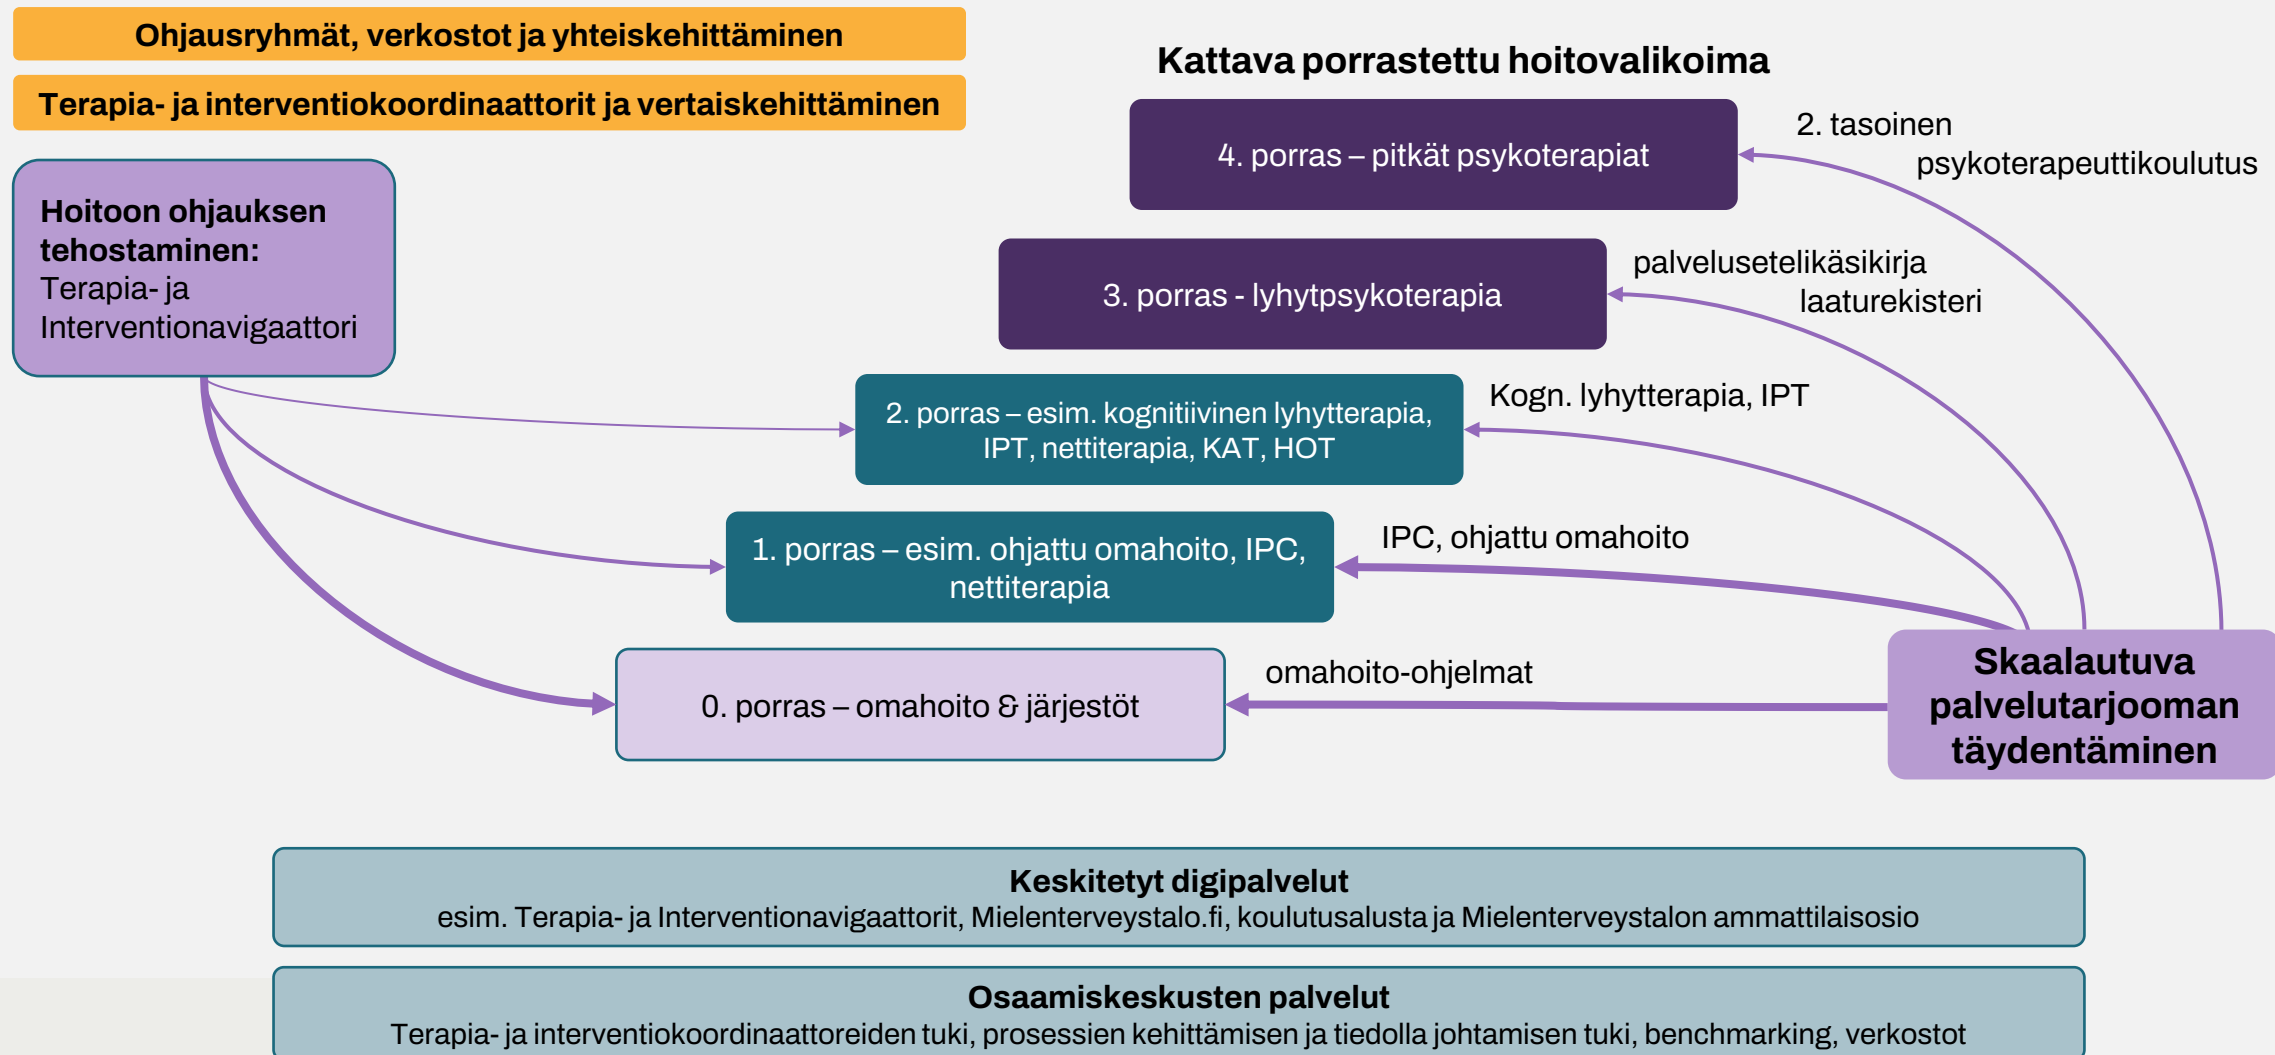 Ohjausryhmät, verkostot ja yhteiskehittäminen
Terapia- ja interventiokoordinaattorit ja vertaiskehittäminen
Hoitoon ohjauksen
tehostaminen:
Terapia- ja
Interventionavigaattori
Kattava porrastettu hoitovalikoima
4. porras – pitkät psykoterapiat
2. tasoinen
psykoterapeuttikoulutus
3. porras - lyhytpsykoterapia
palvelusetelikäsikirja
laaturekisteri
2. porras – esim. kognitiivinen lyhytterapia,
IPT, nettiterapia, KAT, HOT
Kogn. lyhytterapia, IPT
1. porras – esim. ohjattu omahoito, IPC,
nettiterapia
IPC, ohjattu omahoito
0. porras – omahoito & järjestöt
omahoito-ohjelmat
Skaalautuva
palvelutarjooman
täydentäminen
Keskitetyt digipalvelut
esim. Terapia- ja Interventionavigaattorit, Mielenterveystalo.fi, koulutusalusta ja Mielenterveystalon ammattilaisosio
Osaamiskeskusten palvelut
Terapia- ja interventiokoordinaattoreiden tuki, prosessien kehittämisen ja tiedolla johtamisen tuki, benchmarking, verkostot